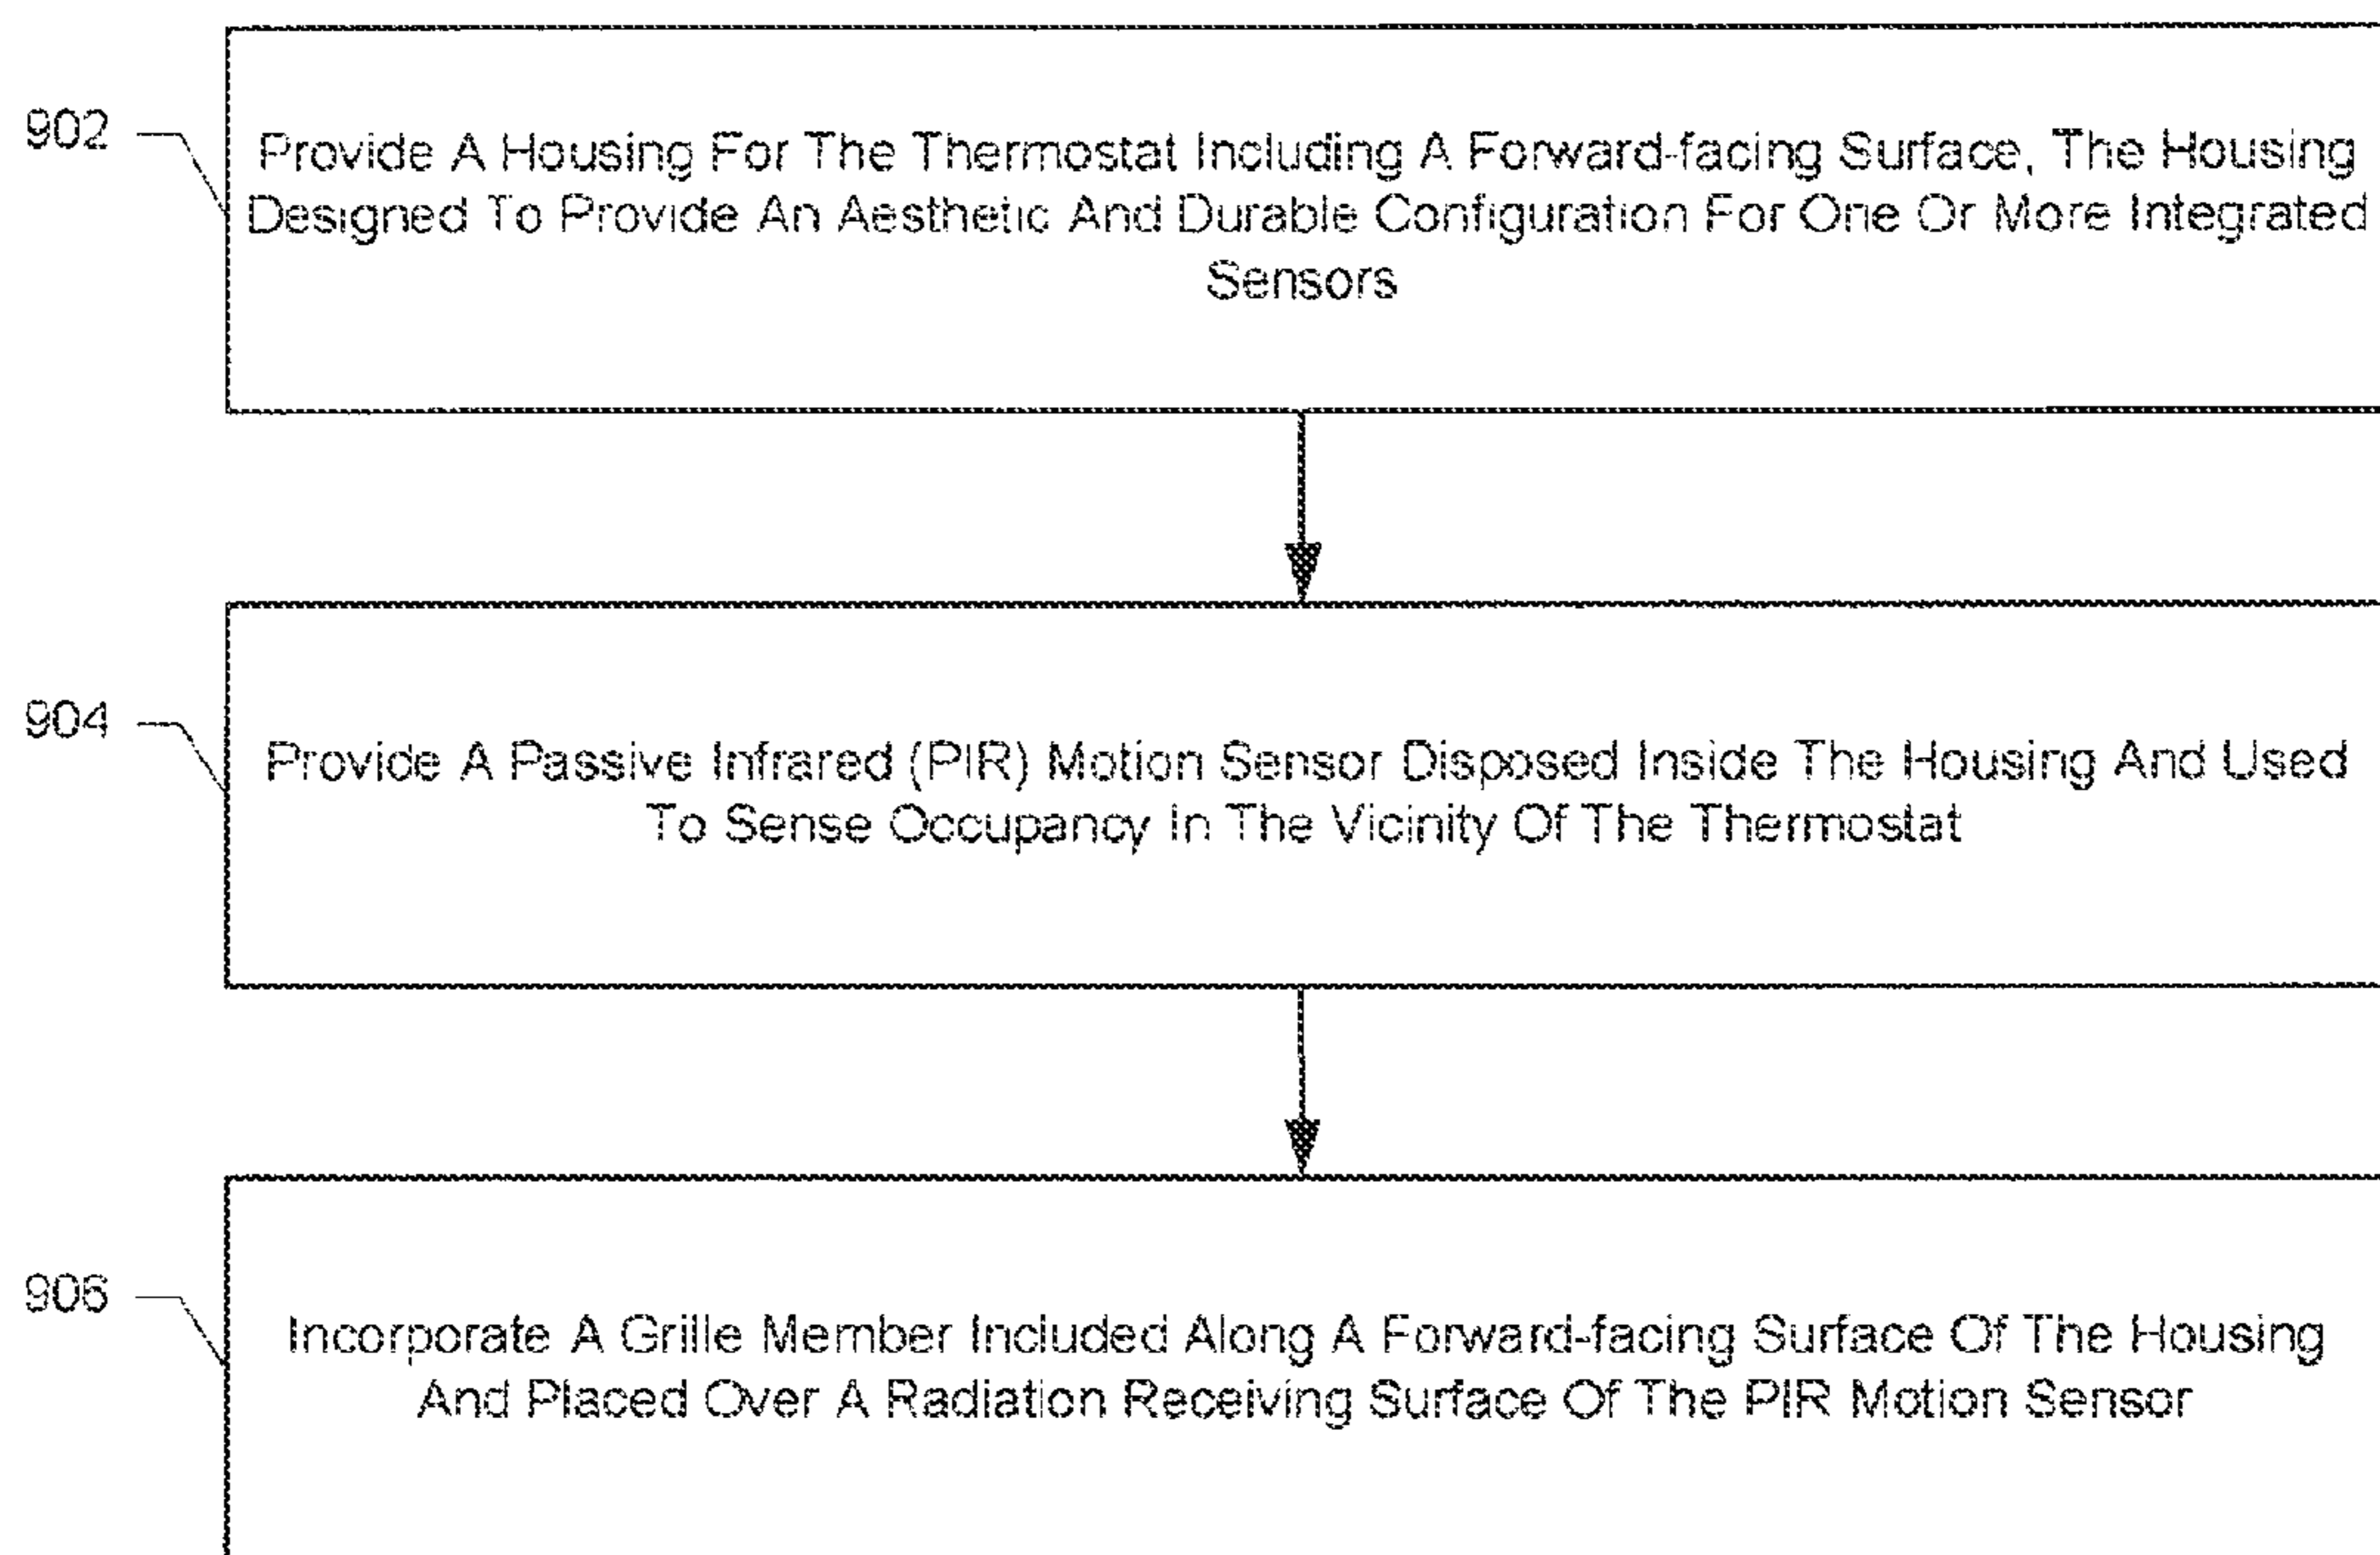 902
Provide A Housing For The Thermostat Including A Forward-facing Surface, The Housing
Designed To Provide An Aesthetic And Durable Configuration For One Or More Integrated
Sensors
904
Provide A Passive Infrared (PIR) Motion Sensor Disposed Inside The Housing And Used
To Sense Occupancy In The Vicinity Of The Thermostat
906
Incorporate A Grille Member Included Along A Forward-facing Surface Of The Housing
And Placed Over A Radiation Receiving Surface Of The PIR Motion Sensor